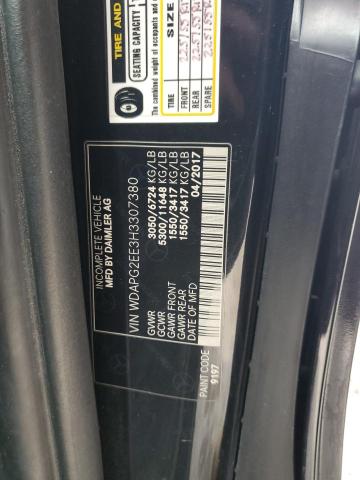 TIRE AND
SEATING CAPACITY
The combined weight of occupants and c
SIZE
TIRE
FRONT
REAR
SPARE
INCOMPLETE VEHICLE
MFD BY DAIMLER AG
VIN WDAPG2EE3H3307380
GVWR 3050/6724 KG/LB
GCWR 5300/11648 KG/LB
GAWR FRONT 1550/3417 KG/LB
GAWR REAR 1550/3417 KG/LB
DATE OF MFD 04/2017
PAINT CODE
9197